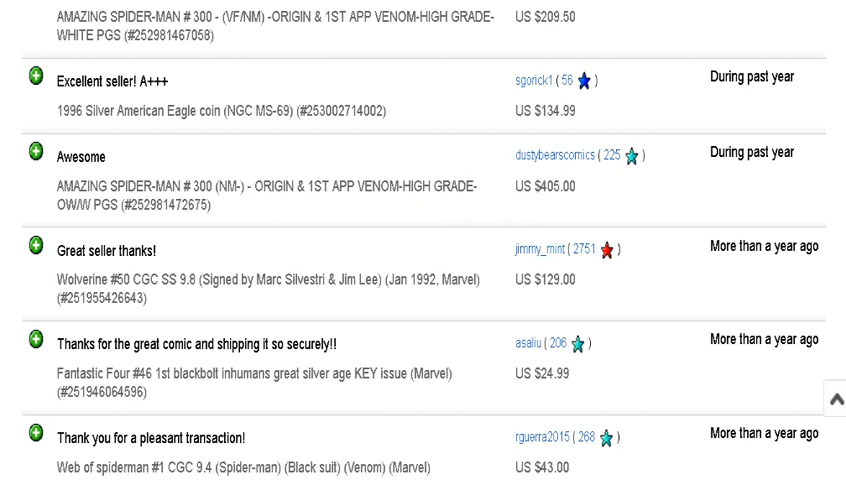 AMAZING SPIDER-MAN # 300 - (VF/NM) -ORIGIN & 1ST APP VENOM-HIGH GRADE- US $209.50
WHITE PGS (#252981467058)
Excellent seller! A+++ sgorick1 ( 56 ) During past year
1996 Silver American Eagle coin (NGC MS-69) (#253002714002) US $134.99
Awesome dustybearscomics ( 225 ) During past year
AMAZING SPIDER-MAN # 300 (NM-) - ORIGIN & 1ST APP VENOM-HIGH GRADE- US $405.00
OW/W PGS (#252981472675)
Great seller thanks! jimmy_mint ( 2751 ) More than a year ago
Wolverine #50 CGC SS 9.8 (Signed by Marc Silvestri & Jim Lee) (Jan 1992, Marvel) US $129.00
(#251955426643)
Thanks for the great comic and shipping it so securely!! asaliu ( 206 ) More than a year ago
Fantastic Four #46 1st blackbolt inhumans great silver age KEY issue (Marvel) US $24.99
(#251946064596)
Thank you for a pleasant transaction! rguerra2015 ( 268 ) More than a year ago
Web of spiderman #1 CGC 9.4 (Spider-man) (Black suit) (Venom) (Marvel) US $43.00